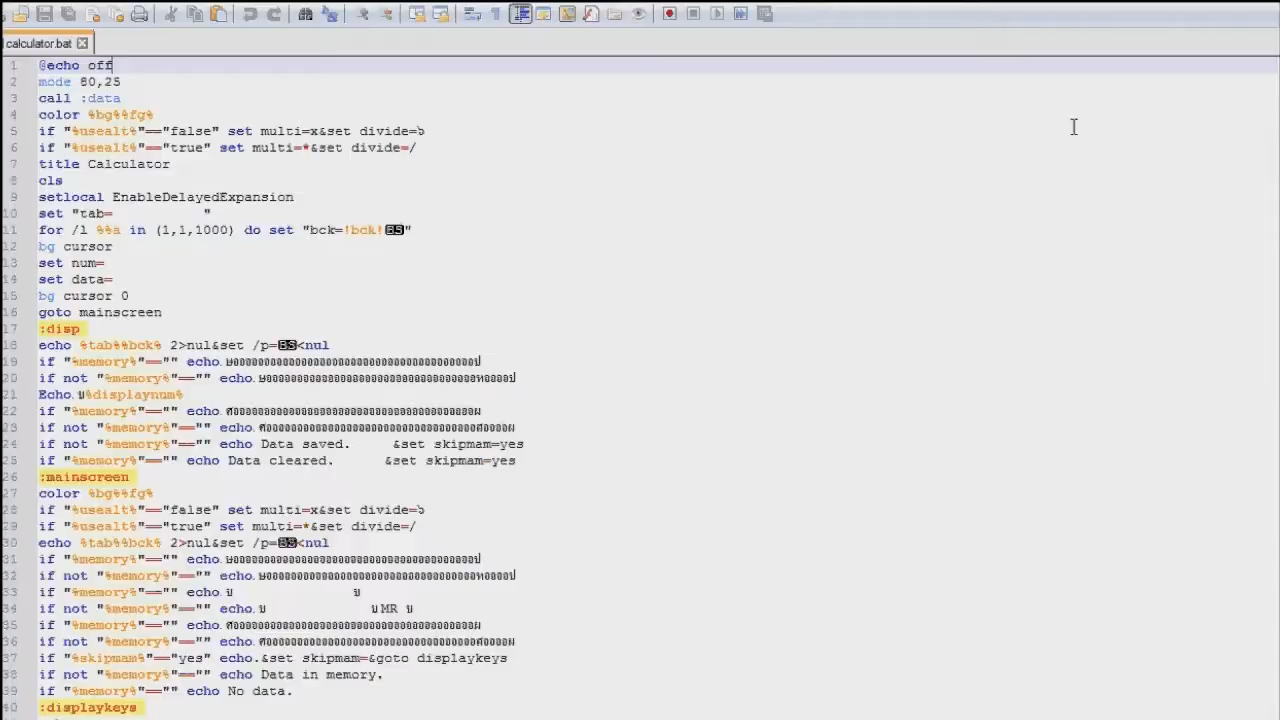 calculator.bat
1 @echo off
2 mode 80,25
3 call :data
4 color %bg%%fg%
5 if "%usealt%"=="false" set multi=x&set divide=๖
6 if "%usealt%"=="true" set multi=*&set divide=/
7 title Calculator
8 cls
9 setlocal EnableDelayedExpansion
10 set "tab=            "
11 for /l %%a in (1,1,1000) do set "bck=!bck!BS"
12 bg cursor
13 set num=
14 set data=
15 bg cursor 0
16 goto mainscreen
17 :disp
18 echo %tab%%bck% 2>nul&set /p=BS<nul
19 if "%memory%"=="" echo.
20 if not "%memory%"=="" echo.
21 Echo.บ%displaynum%
22 if "%memory%"=="" echo.
23 if not "%memory%"=="" echo.
24 if not "%memory%"=="" echo Data saved.     &set skipmam=yes
25 if "%memory%"=="" echo Data cleared.      &set skipmam=yes
26 :mainscreen
27 color %bg%%fg%
28 if "%usealt%"=="false" set multi=x&set divide=๖
29 if "%usealt%"=="true" set multi=*&set divide=/
30 echo %tab%%bck% 2>nul&set /p=BS<nul
31 if "%memory%"=="" echo.
32 if not "%memory%"=="" echo.
33 if "%memory%"=="" echo.บ               บ
34 if not "%memory%"=="" echo.บ             บMR บ
35 if "%memory%"=="" echo.
36 if not "%memory%"=="" echo.
37 if "%skipmam%"=="yes" echo.&set skipmam=&goto displaykeys
38 if not "%memory%"=="" echo Data in memory.
39 if "%memory%"=="" echo No data.
40 :displaykeys